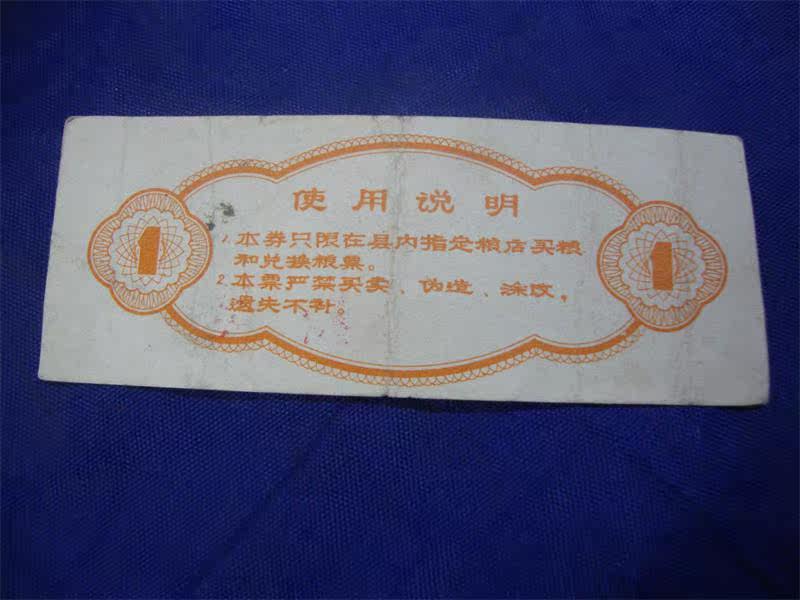 使用说明
1 1. 本券只限在县内指定粮店买粮 1
和兑换粮票。
2. 本票严禁买卖、伪造、涂改，
遗失不补。